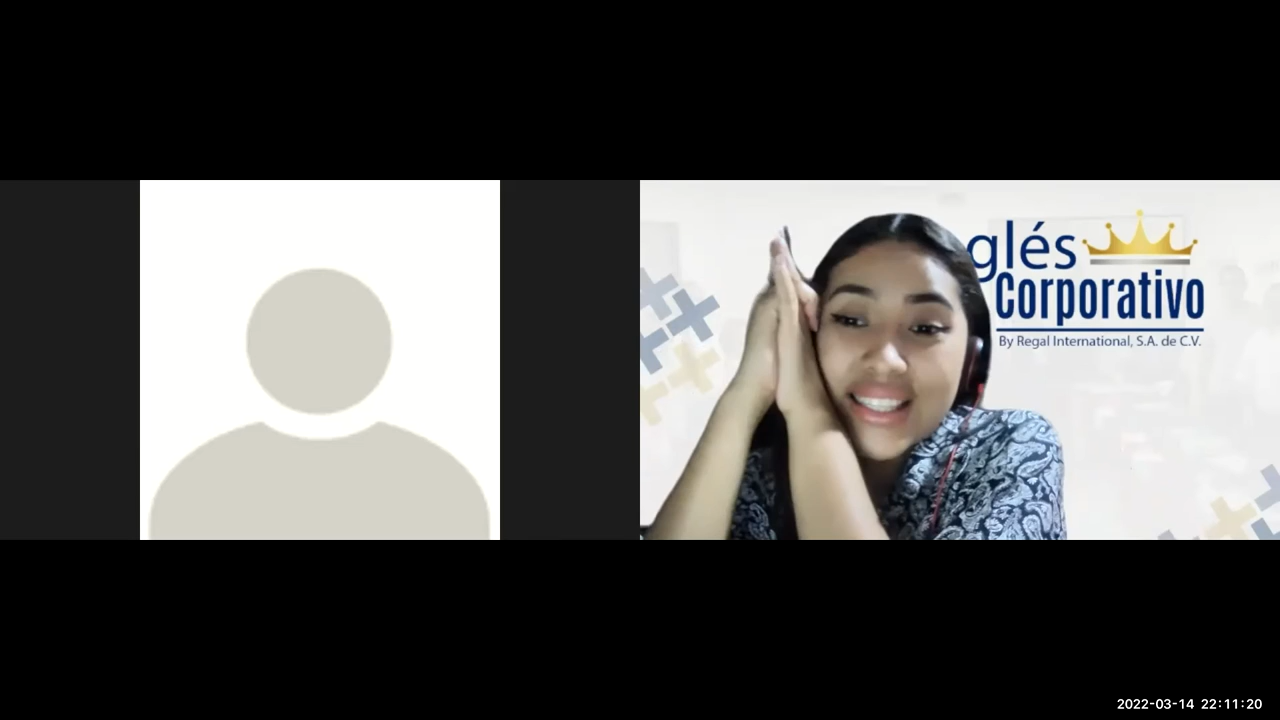 glés
Corporativo
By Regal International, S.A. de C.V.
2022-03-14 22:11:20